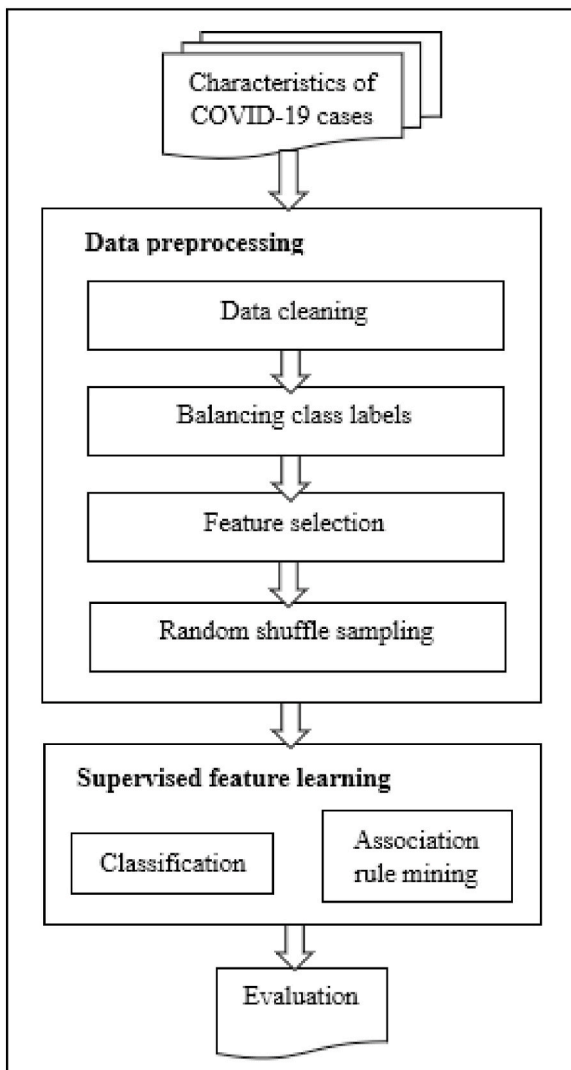 Characteristics of
COVID-19 cases
Data preprocessing
Data cleaning
Balancing class labels
Feature selection
Random shuffle sampling
Supervised feature learning
Classification
Association
rule mining
Evaluation